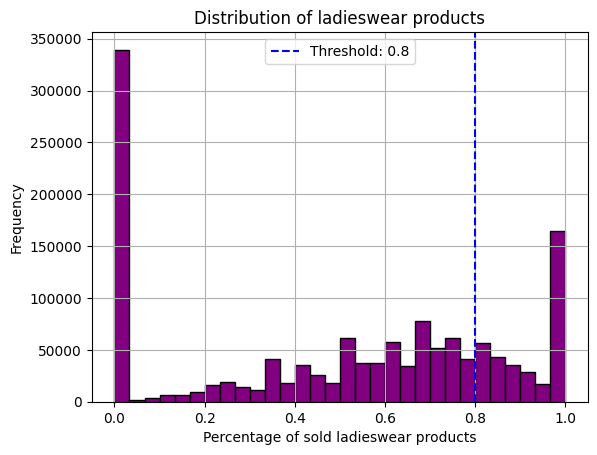 Distribution of ladieswear products
Threshold: 0.8
Frequency
350000
300000
250000
200000
150000
100000
50000
0
0.0 0.2 0.4 0.6 0.8 1.0
Percentage of sold ladieswear products